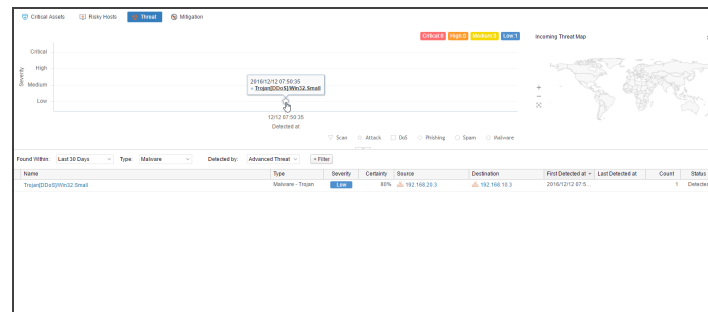 Critical Assets Risky Hosts Threat Mitigation
Critical:0 High:0 Medium:0 Low:1
Incoming Threat Map
Critical
High
Medium
Low
Severity
2016/12/12 07:50:35
Trojan[DDoS]/Win32.Small
12/12 07:50:35
Detected at
Scan Attack DoS Phishing Spam Malware
Found Within: Last 30 Days Type: Malware Detected by: Advanced Threat + Filter
Name Type Severity Certainty Source Destination First Detected at Last Detected at Count Status
Trojan[DDoS]/Win32.Small Malware - Trojan Low 80% 192.168.20.3 192.168.10.3 2016/12/12 07:5... 1 Detected